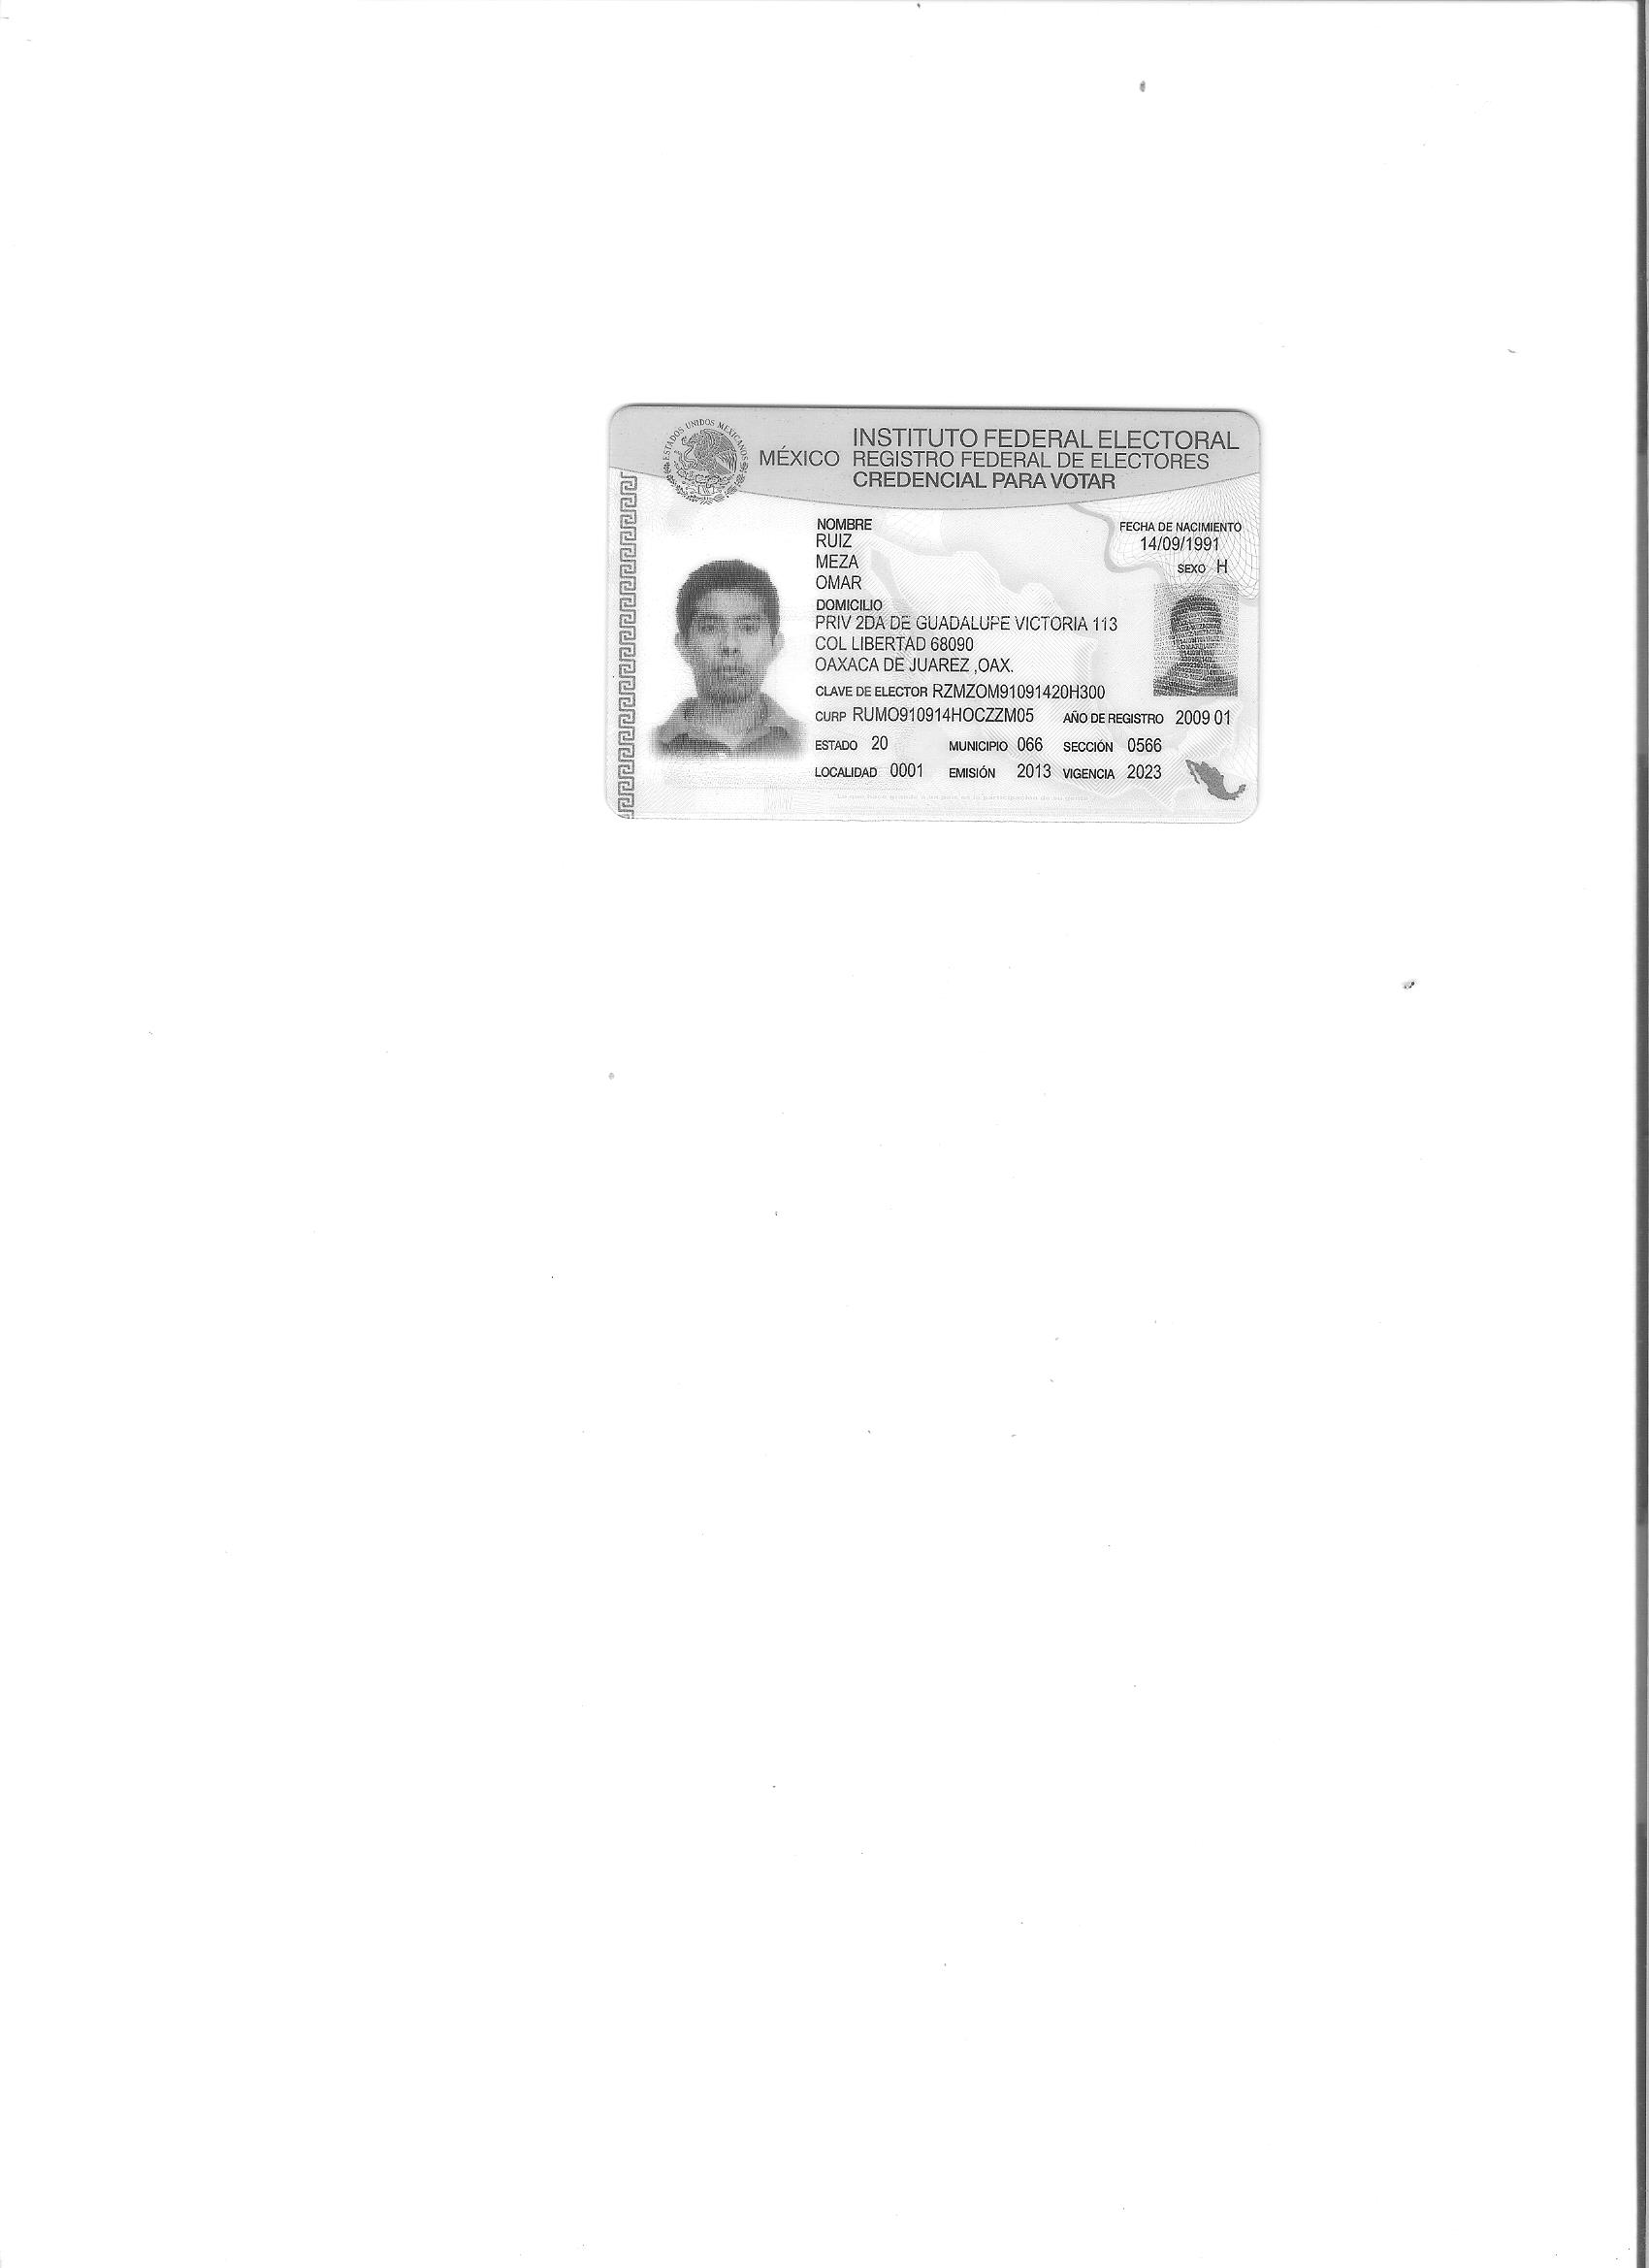 ESTADOS UNIDOS MEXICANOS
INSTITUTO FEDERAL ELECTORAL
MÉXICO REGISTRO FEDERAL DE ELECTORES
CREDENCIAL PARA VOTAR
NOMBRE
RUIZ
MEZA
OMAR
FECHA DE NACIMIENTO
14/09/1991
SEXO H
DOMICILIO
PRIV 2DA DE GUADALUPE VICTORIA 113
COL LIBERTAD 68090
OAXACA DE JUAREZ ,OAX.
CLAVE DE ELECTOR RZMZOM91091420H300
CURP RUMO910914HOCZZM05 AÑO DE REGISTRO 2009 01
ESTADO 20 MUNICIPIO 066 SECCIÓN 0566
LOCALIDAD 0001 EMISIÓN 2013 VIGENCIA 2023